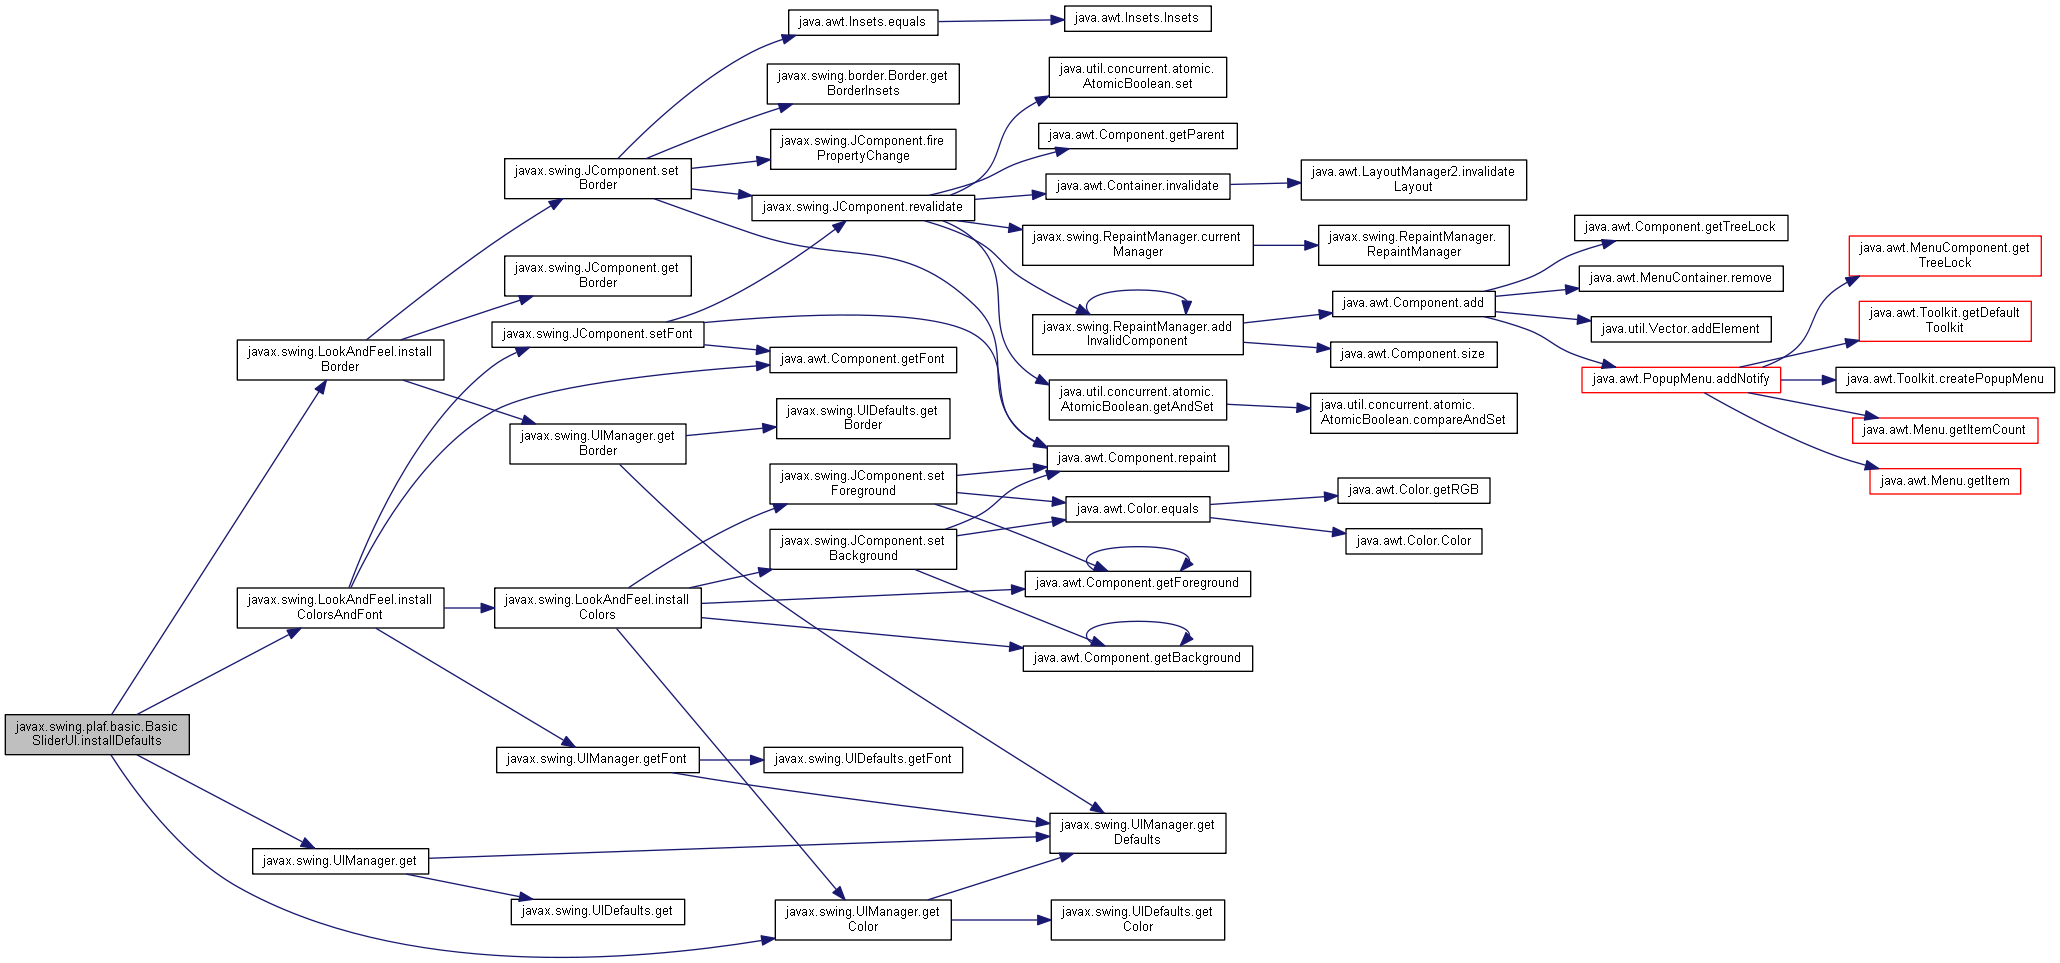 javax.swing.plaf.basic.Basic
SliderUI.installDefaults
javax.swing.LookAndFeel.install
Border
javax.swing.LookAndFeel.install
ColorsAndFont
javax.swing.UIManager.get
javax.swing.JComponent.set
Border
javax.swing.JComponent.get
Border
javax.swing.JComponent.setFont
javax.swing.UIManager.get
Border
javax.swing.LookAndFeel.install
Colors
javax.swing.UIManager.getFont
javax.swing.UIDefaults.get
java.awt.Insets.equals
javax.swing.border.Border.get
BorderInsets
javax.swing.JComponent.fire
PropertyChange
javax.swing.JComponent.revalidate
java.awt.Component.getFont
javax.swing.UIDefaults.get
Border
javax.swing.JComponent.set
Foreground
javax.swing.JComponent.set
Background
javax.swing.UIDefaults.getFont
javax.swing.UIManager.get
Color
java.awt.Insets.Insets
java.util.concurrent.atomic.
AtomicBoolean.set
java.awt.Component.getParent
java.awt.Container.invalidate
javax.swing.RepaintManager.current
Manager
javax.swing.RepaintManager.add
InvalidComponent
java.util.concurrent.atomic.
AtomicBoolean.getAndSet
java.awt.Component.repaint
java.awt.Color.equals
java.awt.Component.getForeground
java.awt.Component.getBackground
javax.swing.UIManager.get
Defaults
javax.swing.UIDefaults.get
Color
java.awt.LayoutManager2.invalidate
Layout
javax.swing.RepaintManager.
RepaintManager
java.awt.Component.add
java.awt.Component.size
java.util.concurrent.atomic.
AtomicBoolean.compareAndSet
java.awt.Color.getRGB
java.awt.Color.Color
java.awt.Component.getTreeLock
java.awt.MenuContainer.remove
java.util.Vector.addElement
java.awt.PopupMenu.addNotify
java.awt.MenuComponent.get
TreeLock
java.awt.Toolkit.getDefault
Toolkit
java.awt.Toolkit.createPopupMenu
java.awt.Menu.getItemCount
java.awt.Menu.getItem